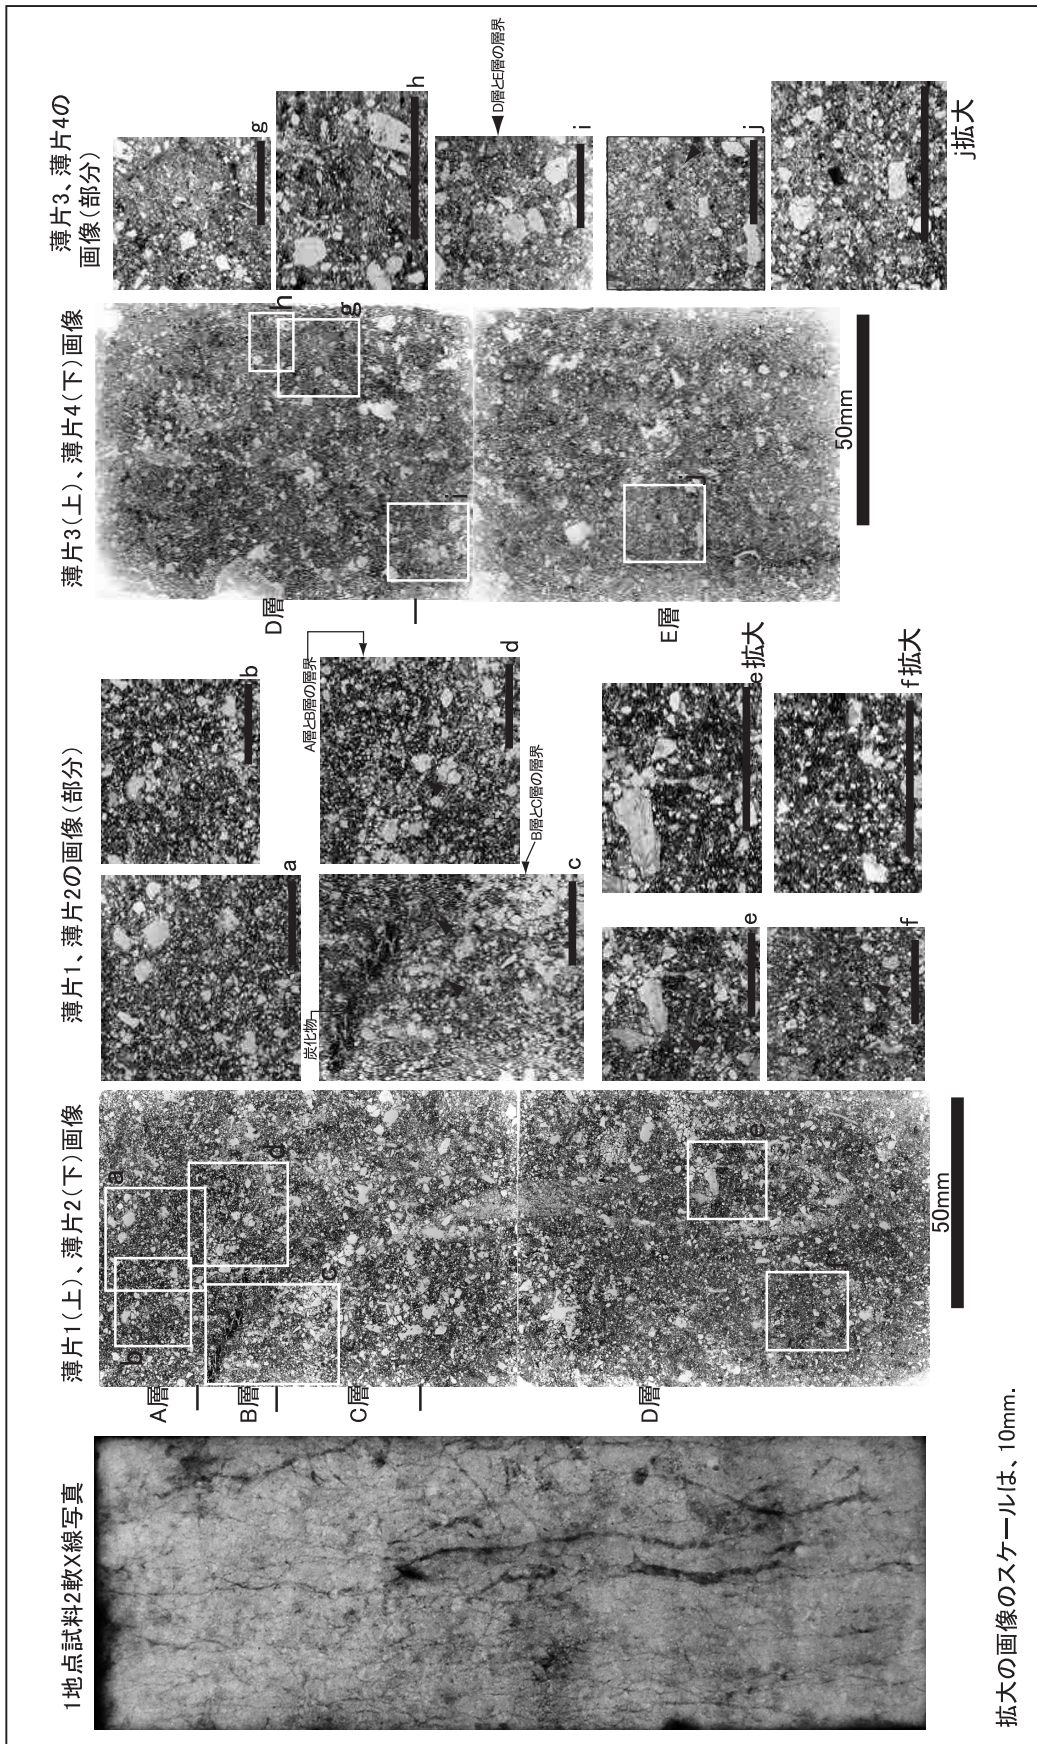 1地点試料2軟X線写真
薄片1(上)、薄片2(下)画像
A層
B層
C層
D層
a
b
c
d
e
f
50mm
薄片1、薄片2の画像(部分)
a
b
炭化物
c
B層とC層の層界
A層とB層の層界
d
e
e拡大
f
f拡大
薄片3(上)、薄片4(下)画像
D層
E層
h
g
i
j
50mm
薄片3、薄片4の
画像(部分)
g
h
D層とE層の層界
i
j
j拡大
拡大の画像のスケールは、10mm.